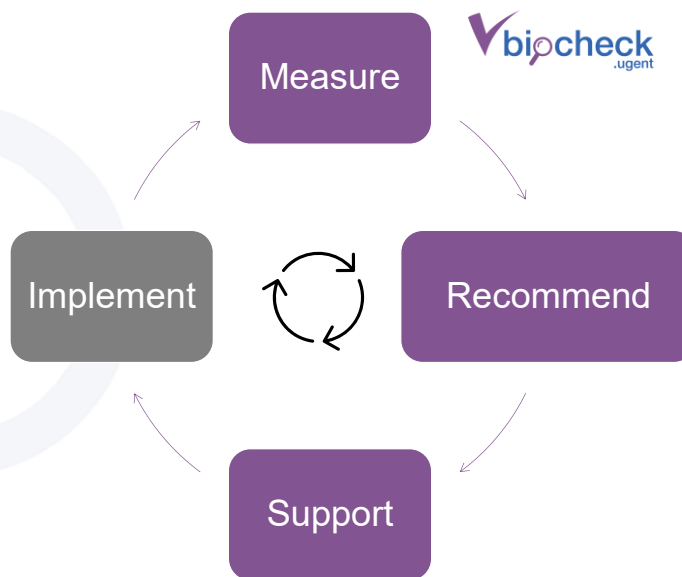 Measure
biocheck
.ugent
Implement
Recommend
Support